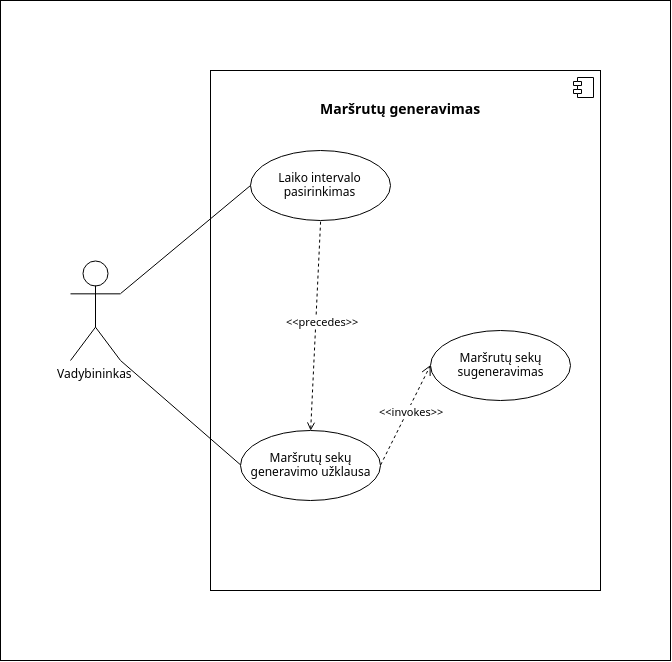 Maršrutų generavimas
Laiko intervalo
pasirinkimas
<<precedes>>
Maršrutų sekų
sugeneravimas
Vadybininkas
<<invokes>>
Maršrutų sekų
generavimo užklausa